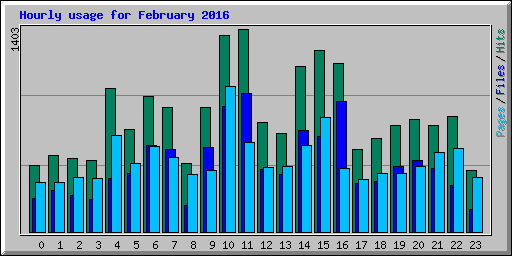 Hourly usage for February 2016
1403
Pages/Files/Hits
0 1 2 3 4 5 6 7 8 9 10 11 12 13 14 15 16 17 18 19 20 21 22 23